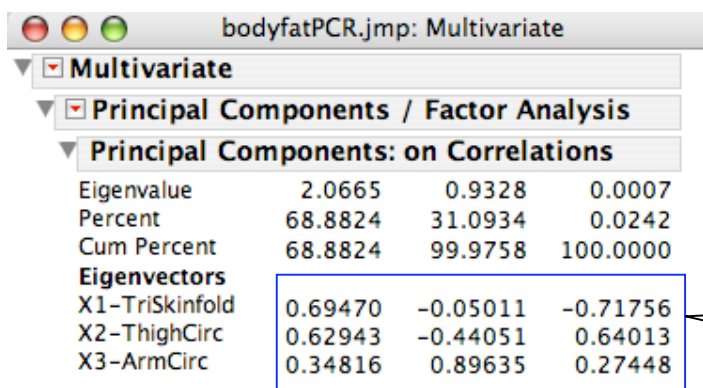 bodyfatPCR.jmp: Multivariate
Multivariate
Principal Components / Factor Analysis
Principal Components: on Correlations
Eigenvalue 2.0665 0.9328 0.0007
Percent 68.8824 31.0934 0.0242
Cum Percent 68.8824 99.9758 100.0000
Eigenvectors
X1-TriSkinfold 0.69470 -0.05011 -0.71756
X2-ThighCirc 0.62943 -0.44051 0.64013
X3-ArmCirc 0.34816 0.89635 0.27448